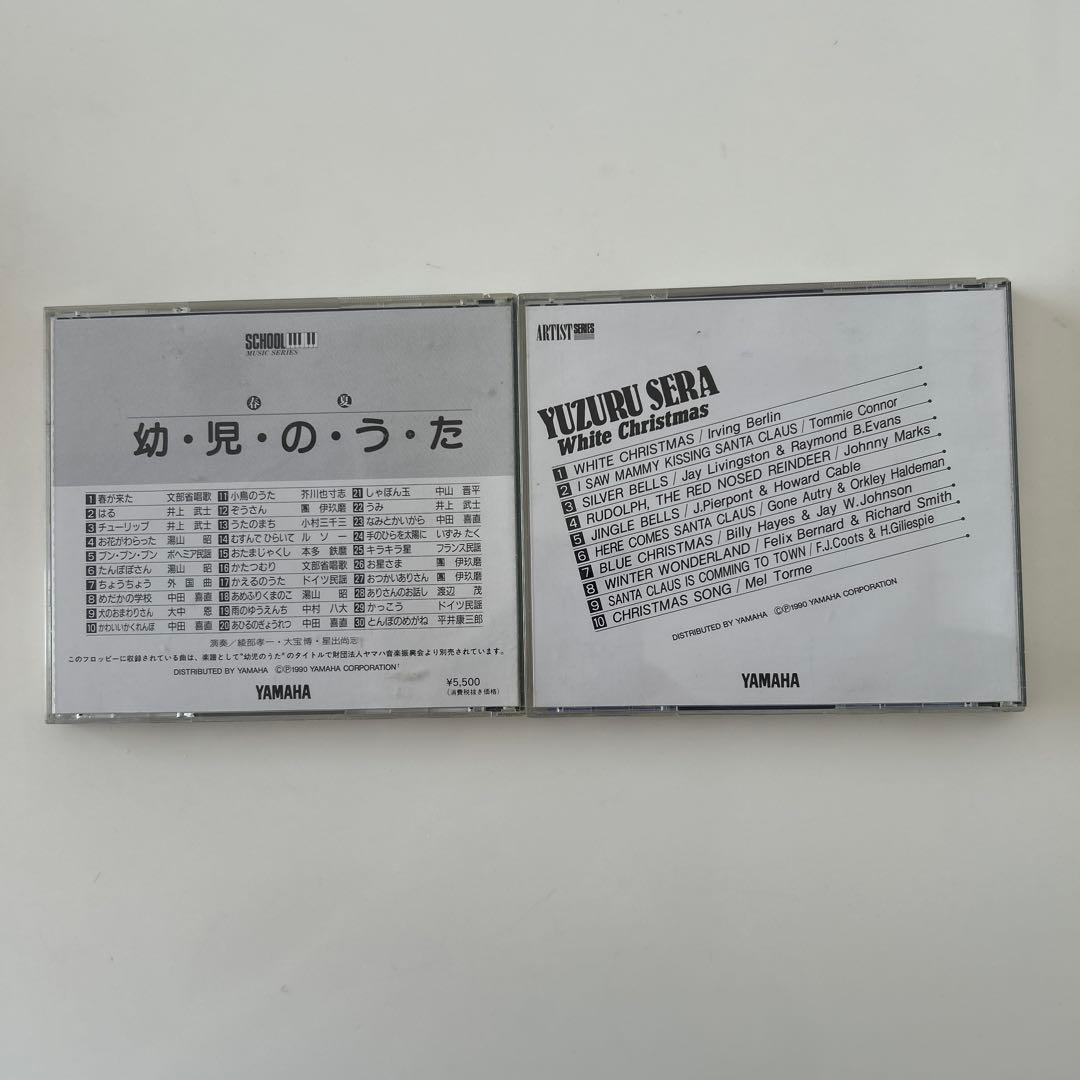 SCHOOL
MUSIC SERIES
春 夏
幼・児・の・う・た
1 春が来た 文部省唱歌
2 はる 井上 武士
3 チューリップ 井上 武士
4 お花がわらった 湯山 昭
5 ブン・ブン・ブン ボヘミア民謡
6 たんぽぽさん 湯山 昭
7 ちょうちょう 外国曲
8 めだかの学校 中田 喜直
9 犬のおまわりさん 大中 恩
10 かわいいかくれんぼ 中田 喜直
11 小鳥のうた 芥川也寸志
12 ぞうさん 團 伊玖磨
13 うたのまち 小村三千三
14 むすんで ひらいて ルソー
15 おたまじゃくし 本多 鉄麿
16 かたつむり 文部省唱歌
17 かえるのうた ドイツ民謡
18 あめふりくまのこ 湯山 昭
19 雨のゆうえんち 中村 八大
20 あひるのぎょうれつ 中田 喜直
21 しゃぼん玉 中山 晋平
22 うみ 井上 武士
23 なみとかいがら 中田 喜直
24 手のひらを太陽に いずみ たく
25 キラキラ星 フランス民謡
26 お星さま 團 伊玖磨
27 おつかいありさん 團 伊玖磨
28 ありさんのお話し 渡辺 茂
29 かっこう ドイツ民謡
30 とんぼのめがね 平井康三郎
演奏/綾部孝一・大宝博・星出尚志
このフロッピーに収録されている曲は、楽譜として"幼児のうた"のタイトルで財団法人ヤマハ音楽振興会より別売されています。
DISTRIBUTED BY YAMAHA ©℗1990 YAMAHA CORPORATION
YAMAHA
¥5,500
(消費税抜き価格)
ARTIST SERIES
YUZURU SERA
White Christmas
1 WHITE CHRISTMAS / Irving Berlin
2 I SAW MAMMY KISSING SANTA CLAUS / Tommie Connor
3 SILVER BELLS / Jay Livingston & Raymond B.Evans
4 RUDOLPH, THE RED NOSED REINDEER / Johnny Marks
5 JINGLE BELLS / J.Pierpont & Howard Cable
6 HERE COMES SANTA CLAUS / Gone Autry & Orkley Haldeman
7 BLUE CHRISTMAS / Billy Hayes & Jay W.Johnson
8 WINTER WONDERLAND / Felix Bernard & Richard Smith
9 SANTA CLAUS IS COMMING TO TOWN / F.J.Coots & H.Gillespie
10 CHRISTMAS SONG / Mel Torme
DISTRIBUTED BY YAMAHA ©℗1990 YAMAHA CORPORATION
YAMAHA